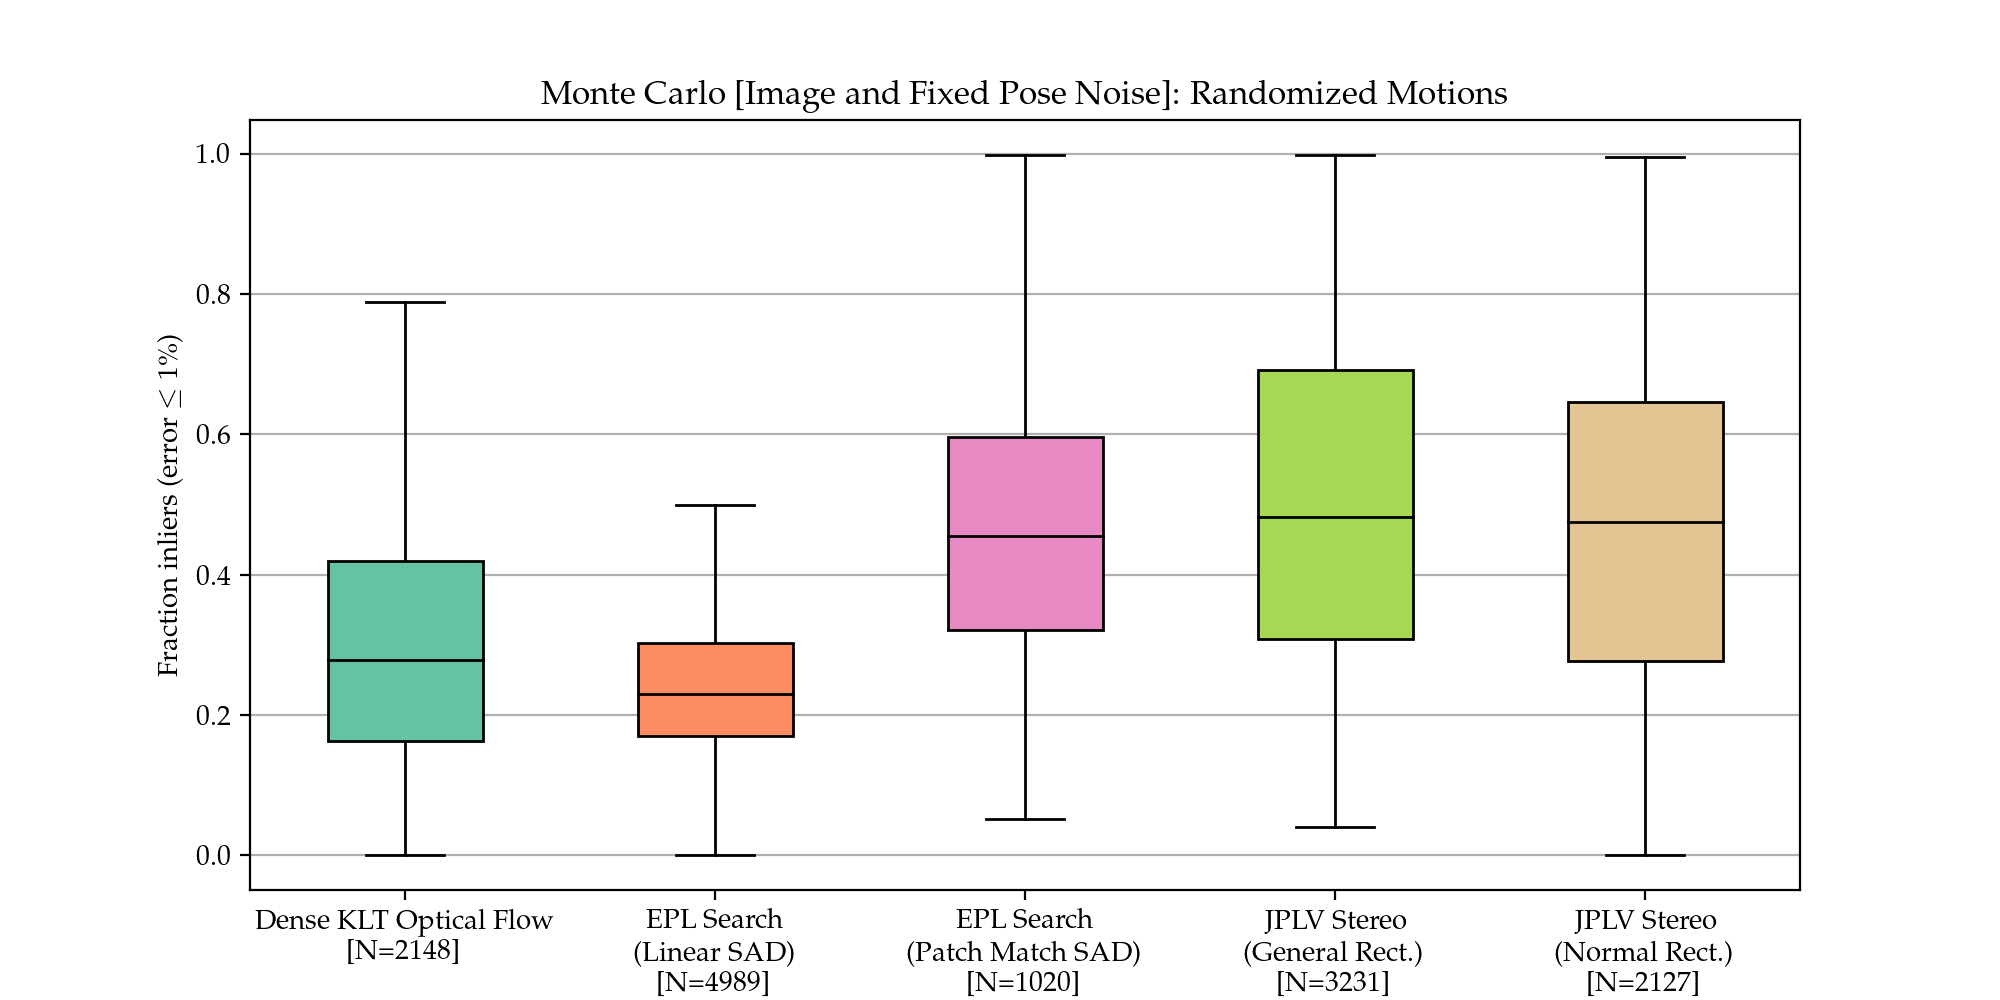 Monte Carlo [Image and Fixed Pose Noise]: Randomized Motions
Fraction inliers (error ≤ 1%)
1.0
0.8
0.6
0.4
0.2
0.0
Dense KLT Optical Flow
[N=2148]
EPL Search
(Linear SAD)
[N=4989]
EPL Search
(Patch Match SAD)
[N=1020]
JPLV Stereo
(General Rect.)
[N=3231]
JPLV Stereo
(Normal Rect.)
[N=2127]